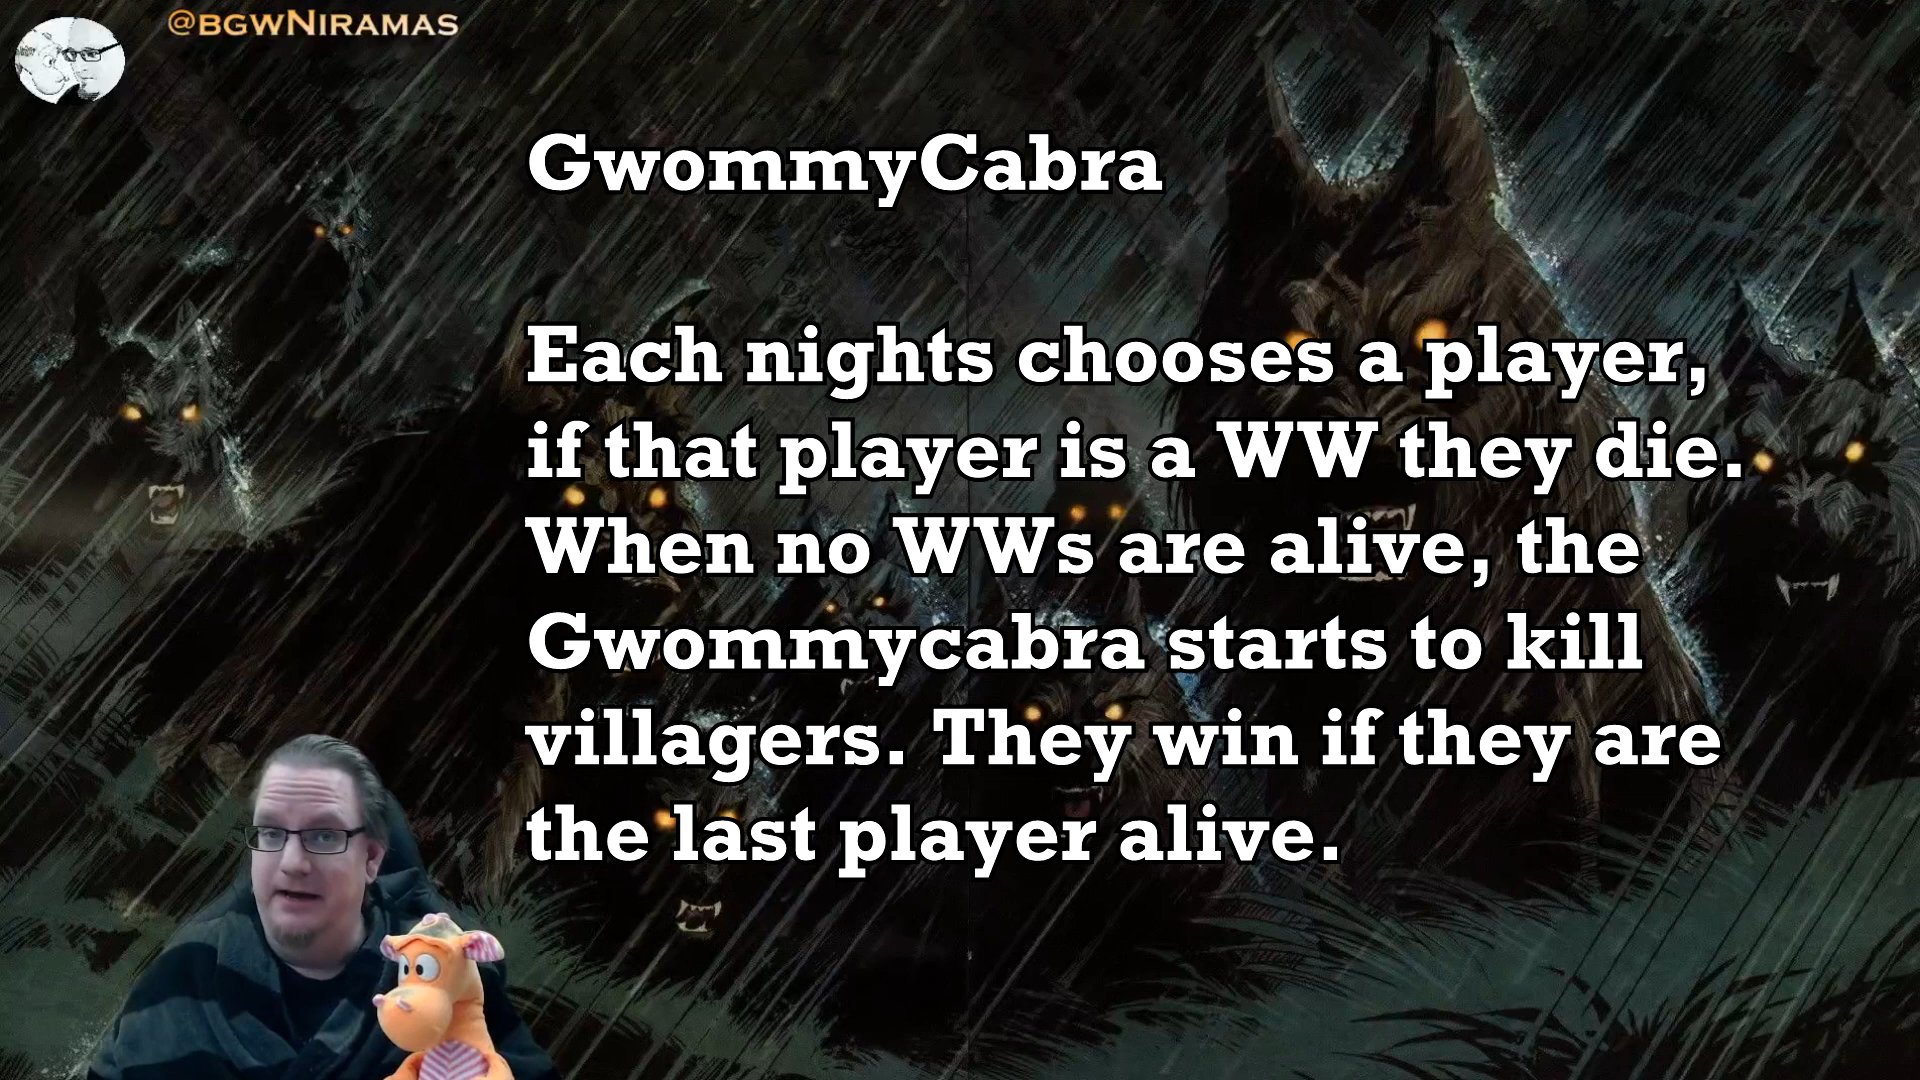 @BGWNIRAMAS
GwommyCabra
Each nights chooses a player,
if that player is a WW they die.
When no WWs are alive, the
Gwommycabra starts to kill
villagers. They win if they are
the last player alive.